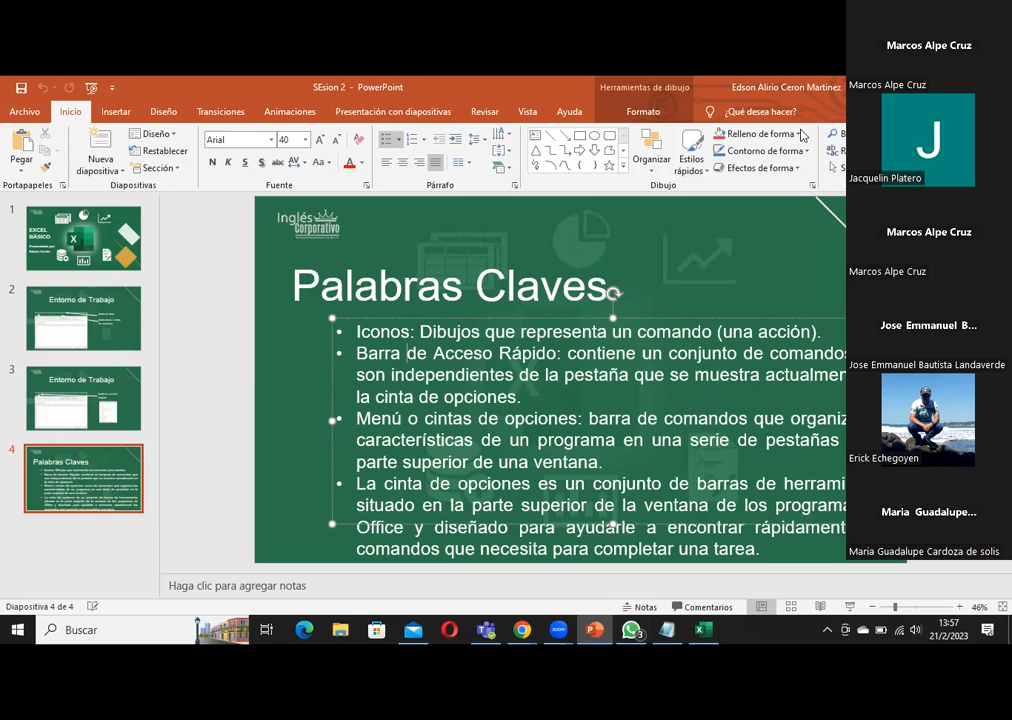 SEsion 2 - PowerPoint
Herramientas de dibujo
Edson Alirio Ceron Martinez
Archivo
Inicio
Insertar
Diseño
Transiciones
Animaciones
Presentación con diapositivas
Revisar
Vista
Ayuda
Formato
¿Qué desea hacer?
Pegar
Nueva
diapositiva
Diseño
Restablecer
Sección
Arial
40
N K S S abc AV Aa A
Organizar
Estilos
rápidos
Relleno de forma
Contorno de forma
Efectos de forma
Portapapeles
Diapositivas
Fuente
Párrafo
Dibujo
1
EXCEL
BÁSICO
2
Entorno de Trabajo
3
Entorno de Trabajo
4
Palabras Claves
Inglés
Corporativo
Palabras Claves
• Iconos: Dibujos que representa un comando (una acción).
• Barra de Acceso Rápido: contiene un conjunto de comandos
son independientes de la pestaña que se muestra actualmen
la cinta de opciones.
• Menú o cintas de opciones: barra de comandos que organiz
características de un programa en una serie de pestañas
parte superior de una ventana.
• La cinta de opciones es un conjunto de barras de herrami
situado en la parte superior de la ventana de los programa
Office y diseñado para ayudarle a encontrar rápidament
comandos que necesita para completar una tarea.
Haga clic para agregar notas
Diapositiva 4 de 4
Notas
Comentarios
46%
Buscar
3
13:57
21/2/2023
Marcos Alpe Cruz
Marcos Alpe Cruz
J
Jacquelin Platero
Marcos Alpe Cruz
Marcos Alpe Cruz
Jose Emmanuel B...
Jose Emmanuel Bautista Landaverde
Erick Echegoyen
Maria Guadalupe...
Maria Guadalupe Cardoza de solis